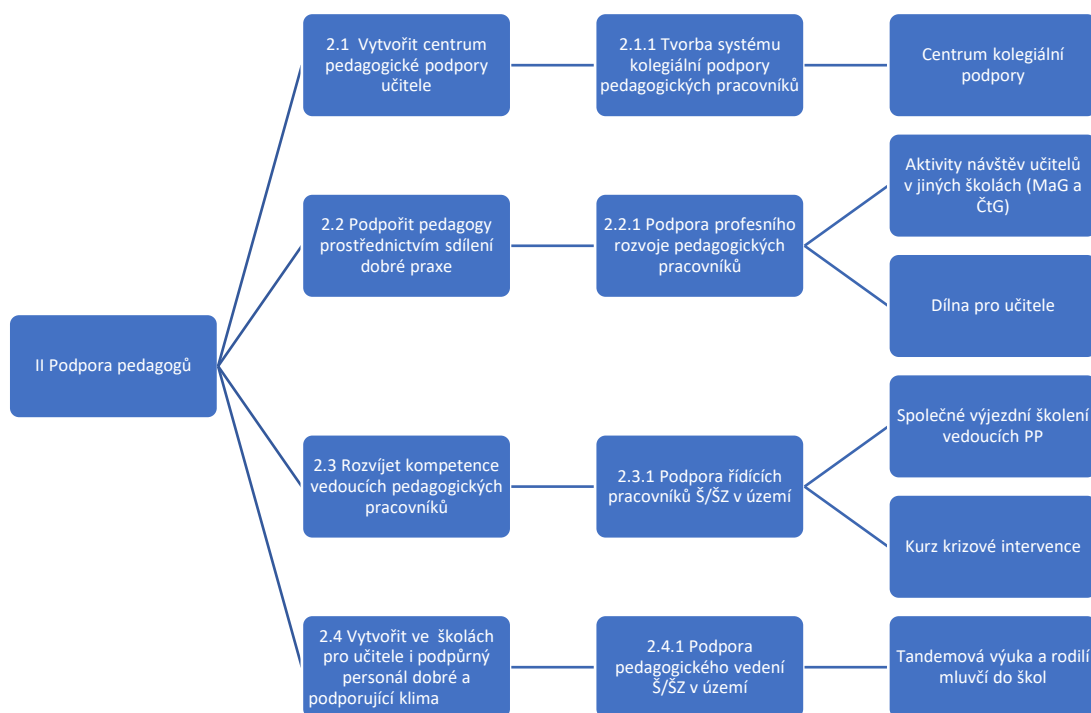 2.1  Vytvořit centrum
pedagogické podpory
učitele
2.1.1 Tvorba systému
kolegiální podpory
pedagogických pracovníků
Centrum kolegiální
podpory
Aktivity návštěv učitelů
v jiných školách (MaG a
ČtG)
2.2 Podpořit pedagogy
prostřednictvím sdílení
dobré praxe
2.2.1 Podpora profesního
rozvoje pedagogických
pracovníků
Dílna pro učitele
II Podpora pedagogů
Společné výjezdní školení
vedoucích PP
2.3 Rozvíjet kompetence
vedoucích pedagogických
pracovníků
2.3.1 Podpora řídících
pracovníků Š/ŠZ v území
Kurz krizové intervence
2.4 Vytvořit ve  školách
pro učitele i podpůrný
personál dobré a
podporující klima
2.4.1 Podpora
pedagogického vedení
Š/ŠZ v území
Tandemová výuka a rodilí
mluvčí do škol